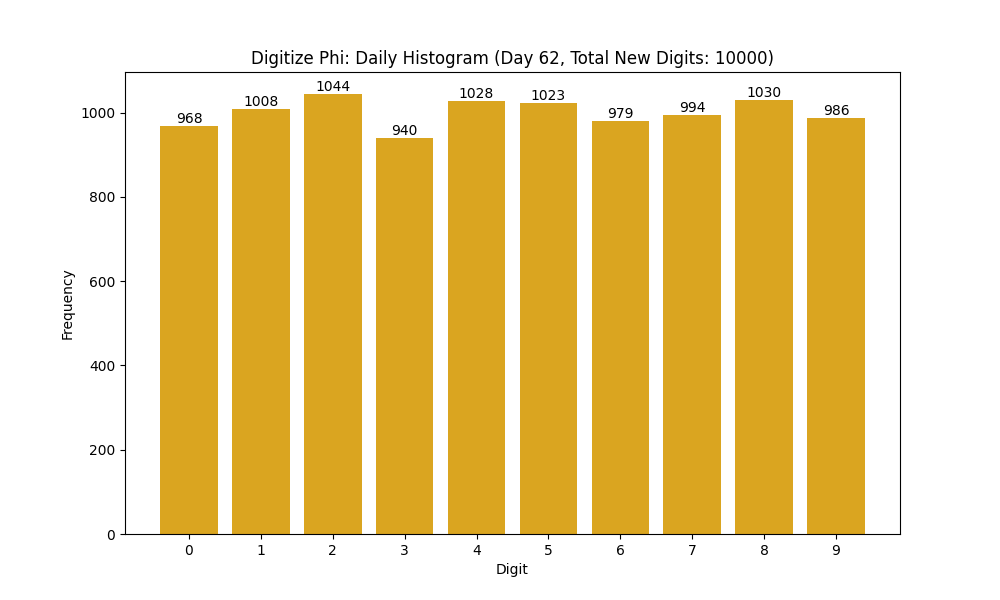 Digitize Phi: Daily Histogram (Day 62, Total New Digits: 10000)
968 1008 1044 940 1028 1023 979 994 1030 986
1000
800
600
400
200
0
Frequency
0 1 2 3 4 5 6 7 8 9
Digit